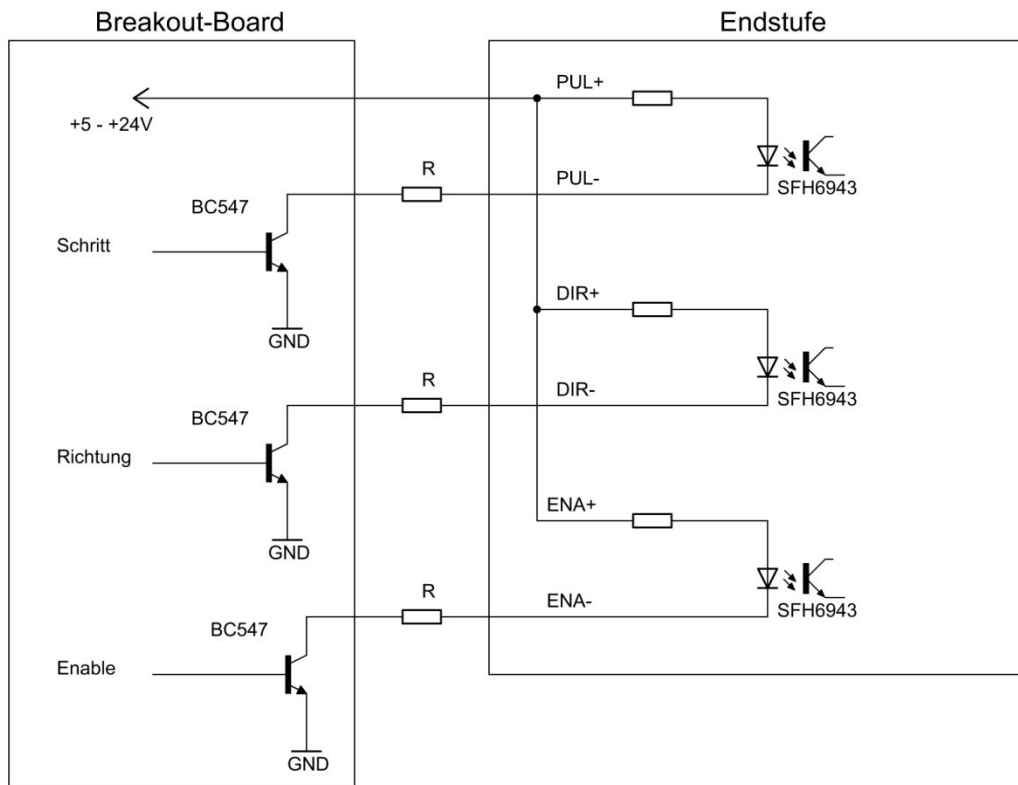 Breakout-Board
Endstufe
PUL+
+5 - +24V
SFH6943
R
PUL-
BC547
Schritt
GND
DIR+
SFH6943
R
DIR-
BC547
Richtung
GND
ENA+
SFH6943
R
ENA-
BC547
Enable
GND